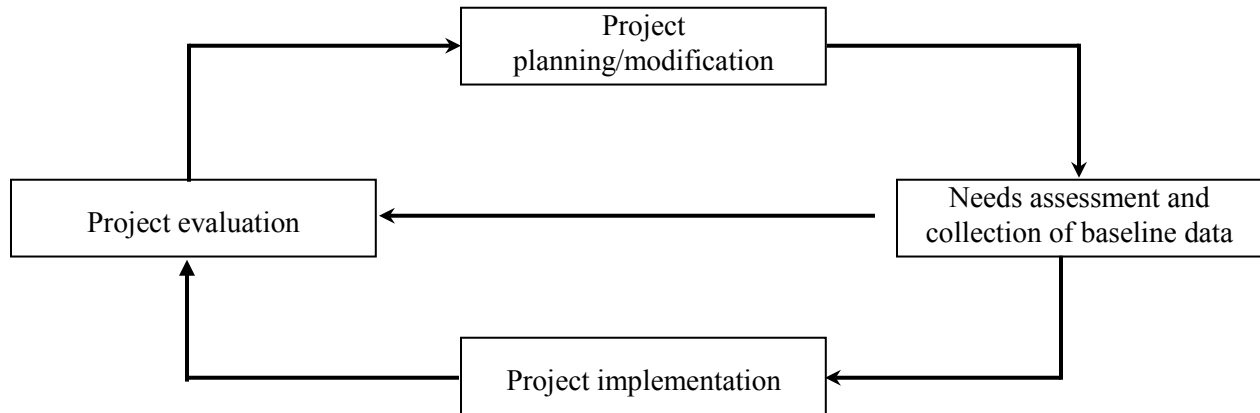 Project
planning/modification
Project evaluation
Needs assessment and
collection of baseline data
Project implementation